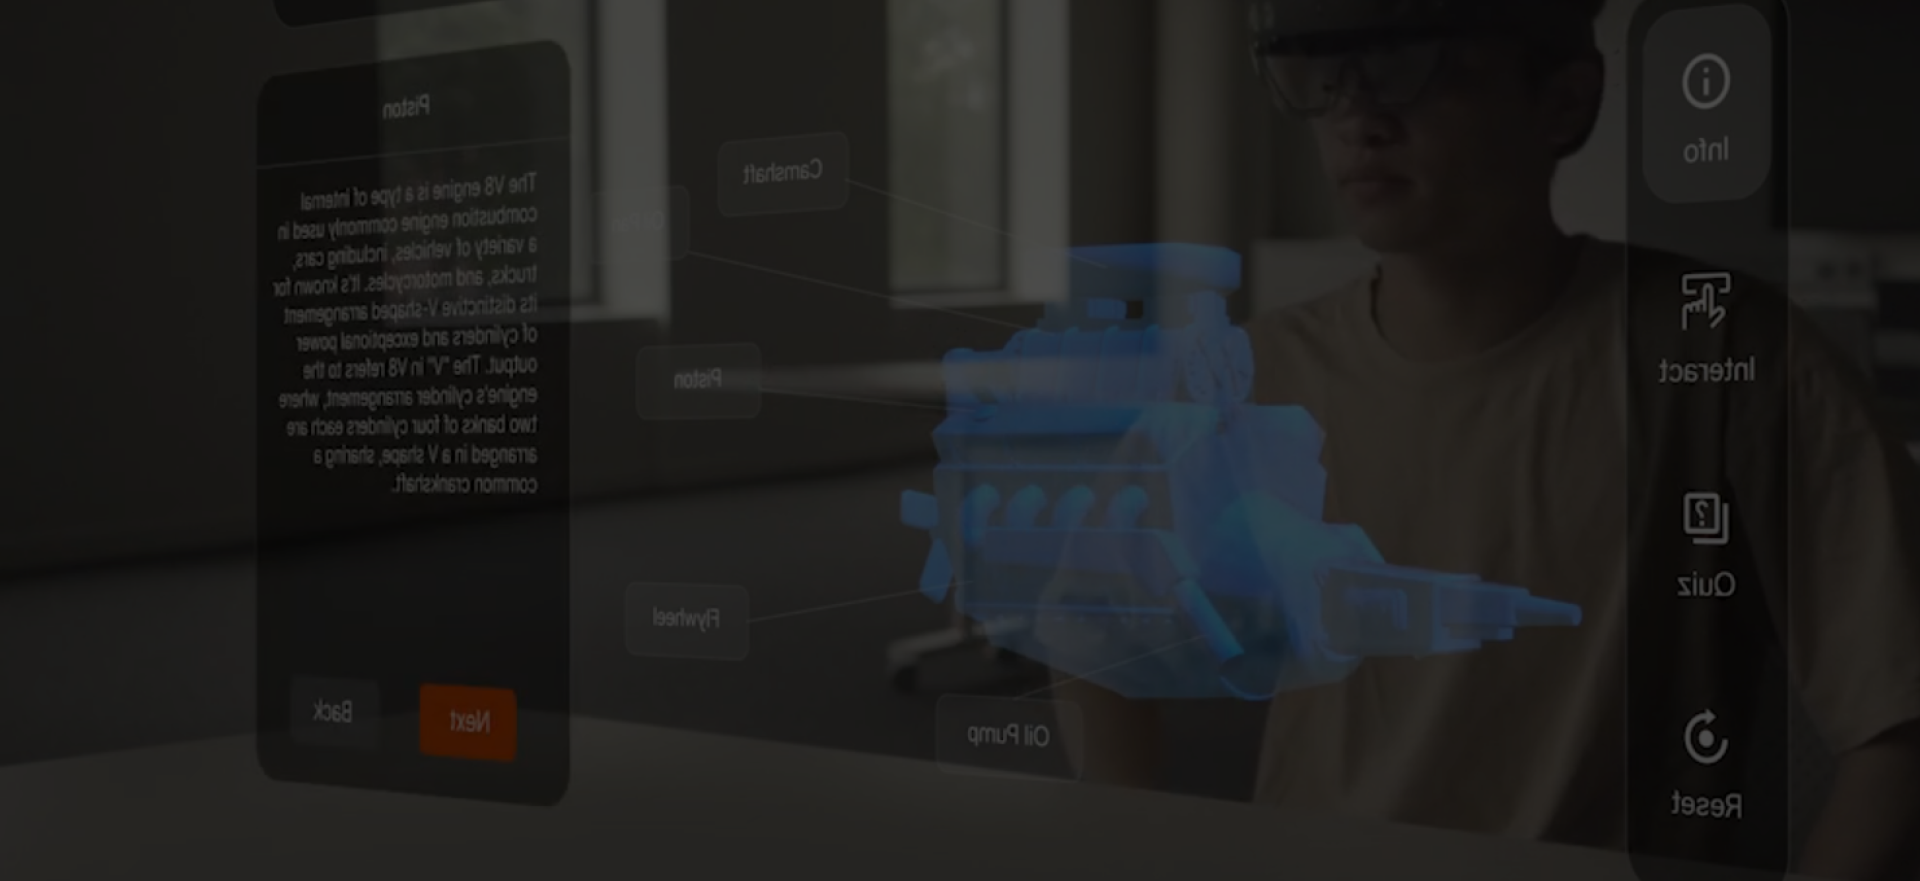 Piston
The V8 engine is a type of internal
combustion engine commonly used in
a variety of vehicles, including cars,
trucks, and motorcycles. It's known for
its distinctive V-shaped arrangement
of cylinders and exceptional power
output. The "V" in V8 refers to the
engine's cylinder arrangement, where
two banks of four cylinders each are
arranged in a V shape, sharing a
common crankshaft.
Next
Back
Camshaft
Oil Pan
Piston
Flywheel
Oil Pump
Info
Interact
?
Quiz
Reset